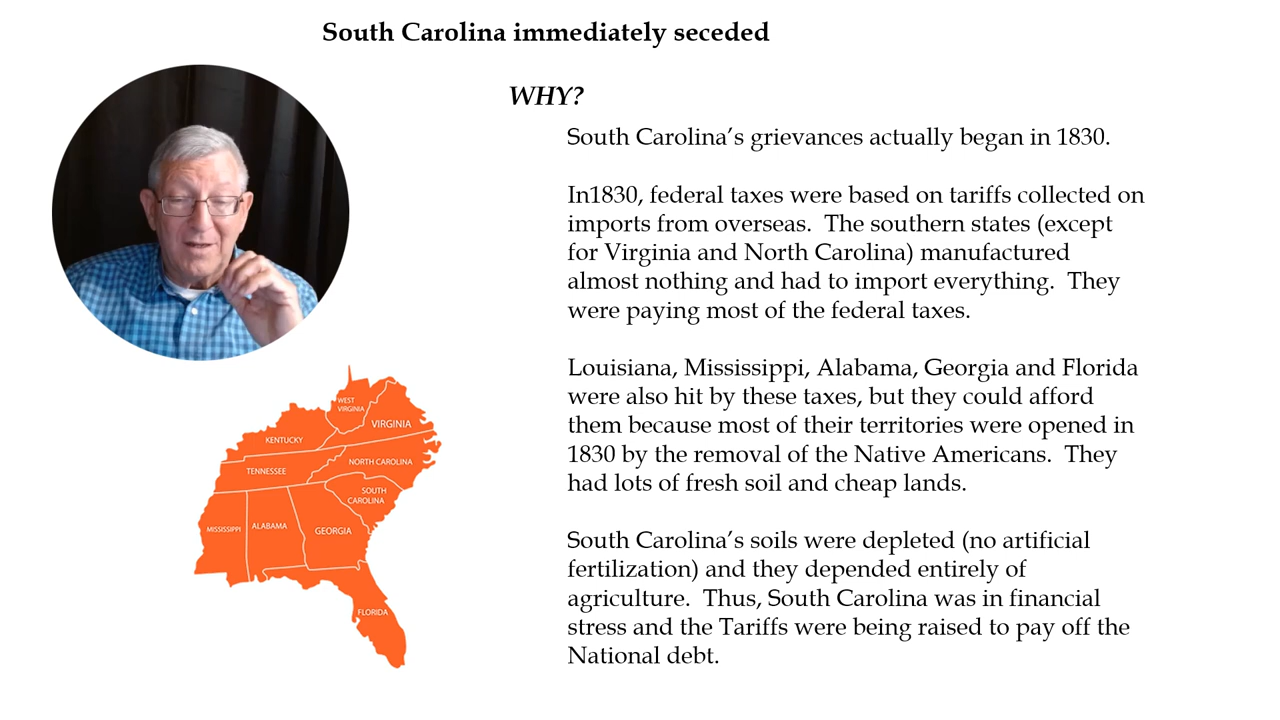 South Carolina immediately seceded
WHY?
South Carolina's grievances actually began in 1830.
In1830, federal taxes were based on tariffs collected on
imports from overseas.  The southern states (except
for Virginia and North Carolina) manufactured
almost nothing and had to import everything.  They
were paying most of the federal taxes.
Louisiana, Mississippi, Alabama, Georgia and Florida
were also hit by these taxes, but they could afford
them because most of their territories were opened in
1830 by the removal of the Native Americans.  They
had lots of fresh soil and cheap lands.
South Carolina's soils were depleted (no artificial
fertilization) and they depended entirely of
agriculture.  Thus, South Carolina was in financial
stress and the Tariffs were being raised to pay off the
National debt.
WEST
VIRGINIA
VIRGINIA
KENTUCKY
NORTH CAROLINA
TENNESSEE
SOUTH
CAROLINA
MISSISSIPPI
ALABAMA
GEORGIA
FLORIDA